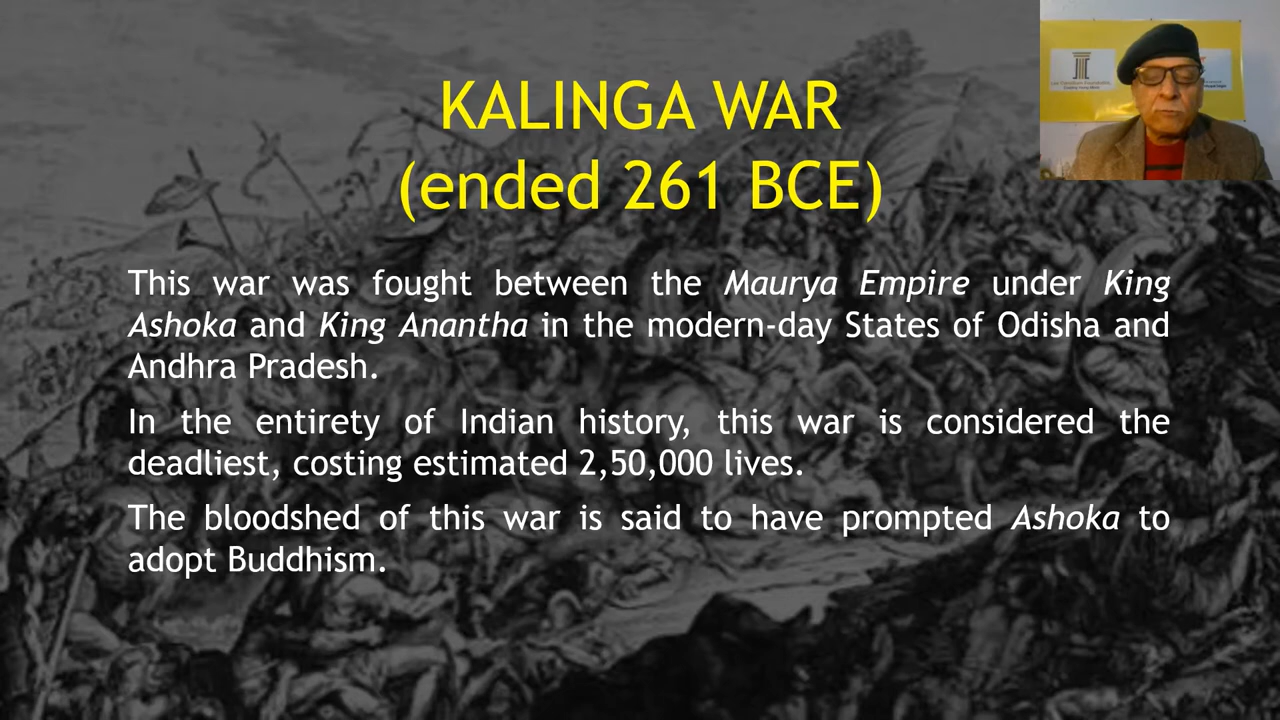 KALINGA WAR
(ended 261 BCE)
This war was fought between the Maurya Empire under King
Ashoka and King Anantha in the modern-day States of Odisha and
Andhra Pradesh.
In the entirety of Indian history, this war is considered the
deadliest, costing estimated 2,50,000 lives.
The bloodshed of this war is said to have prompted Ashoka to
adopt Buddhism.